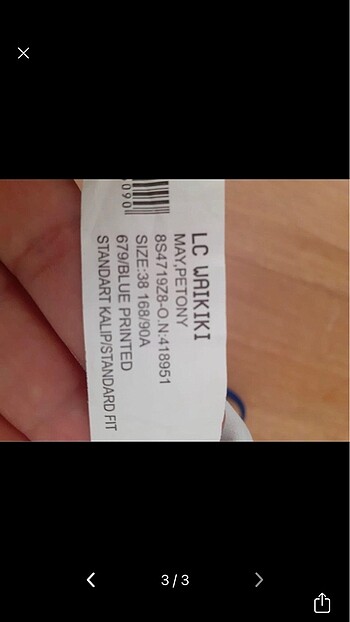 LC WAIKIKI
MAY,PETONY
8S4719Z8-O.N:418951
SIZE:38 168/90A
679/BLUE PRINTED
STANDART KALIP/STANDARD FIT
3/3